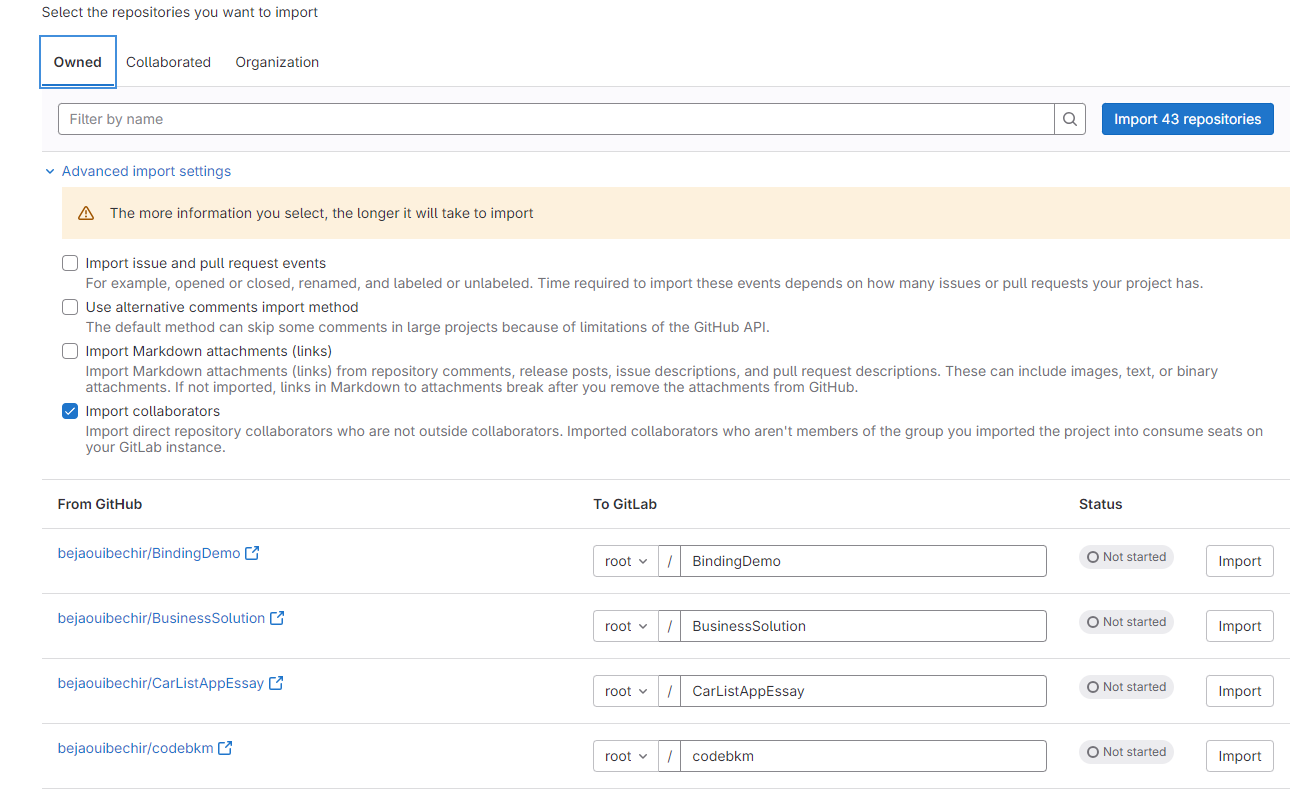 Select the repositories you want to import
Owned Collaborated Organization
Filter by name Import 43 repositories
Advanced import settings
The more information you select, the longer it will take to import
Import issue and pull request events
For example, opened or closed, renamed, and labeled or unlabeled. Time required to import these events depends on how many issues or pull requests your project has.
Use alternative comments import method
The default method can skip some comments in large projects because of limitations of the GitHub API.
Import Markdown attachments (links)
Import Markdown attachments (links) from repository comments, release posts, issue descriptions, and pull request descriptions. These can include images, text, or binary
attachments. If not imported, links in Markdown to attachments break after you remove the attachments from GitHub.
Import collaborators
Import direct repository collaborators who are not outside collaborators. Imported collaborators who aren't members of the group you imported the project into consume seats on
your GitLab instance.
From GitHub To GitLab Status
bejaouibechir/BindingDemo root / BindingDemo Not started Import
bejaouibechir/BusinessSolution root / BusinessSolution Not started Import
bejaouibechir/CarListAppEssay root / CarListAppEssay Not started Import
bejaouibechir/codebkm root / codebkm Not started Import